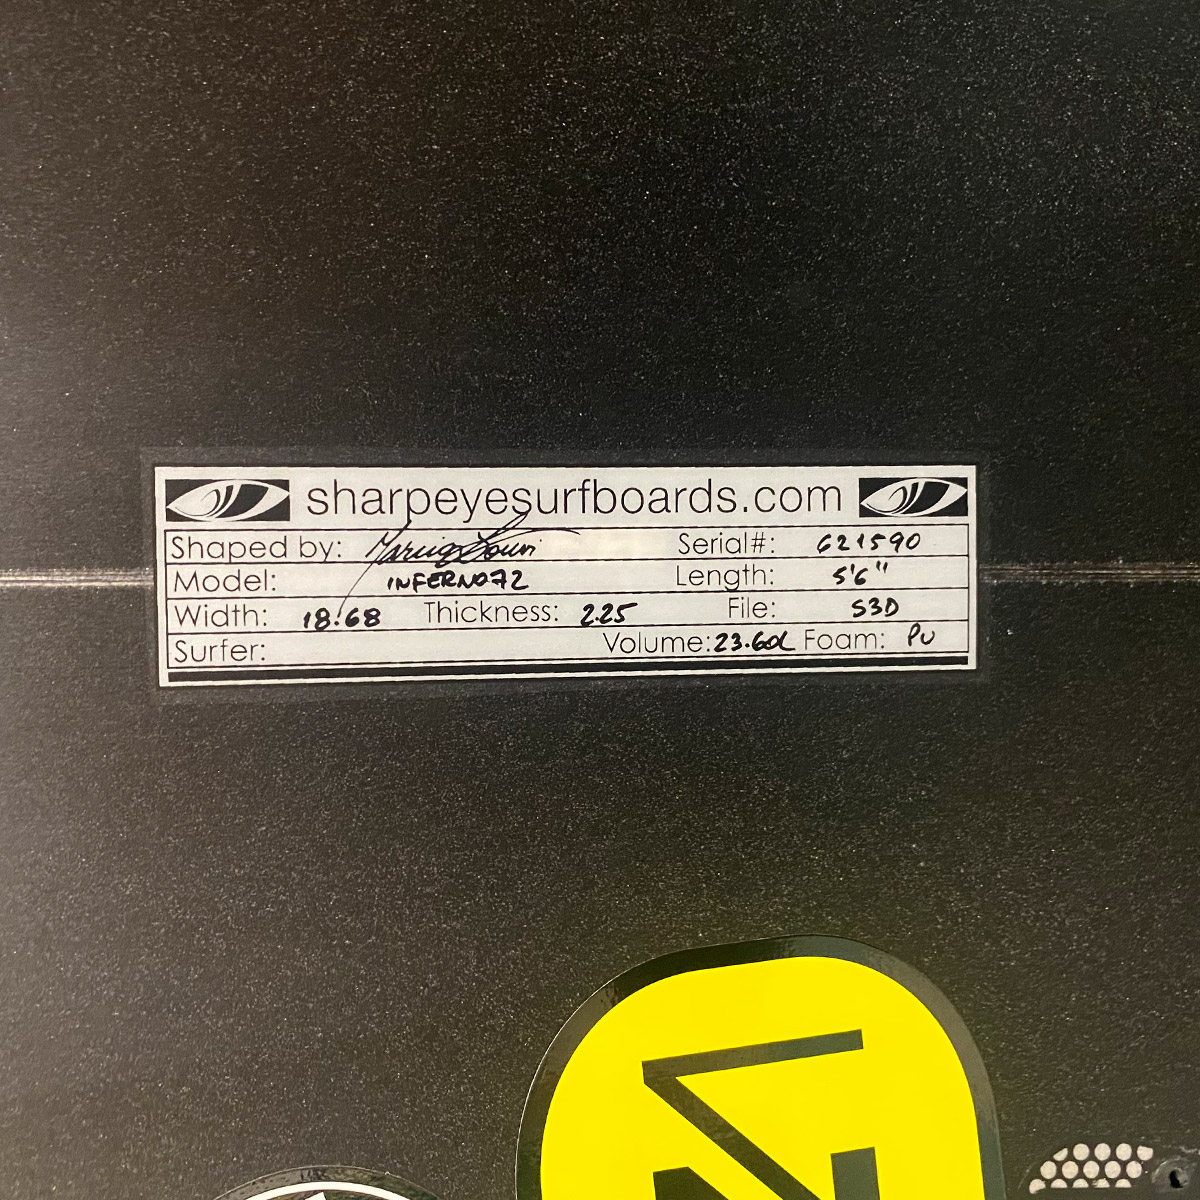 sharpeyesurfboards.com
Shaped by: Serial#: 621590
Model: INFERNO72 Length: 5'6"
Width: 18.68 Thickness: 2.25 File: S3D
Surfer: Volume: 23.60L Foam: PU